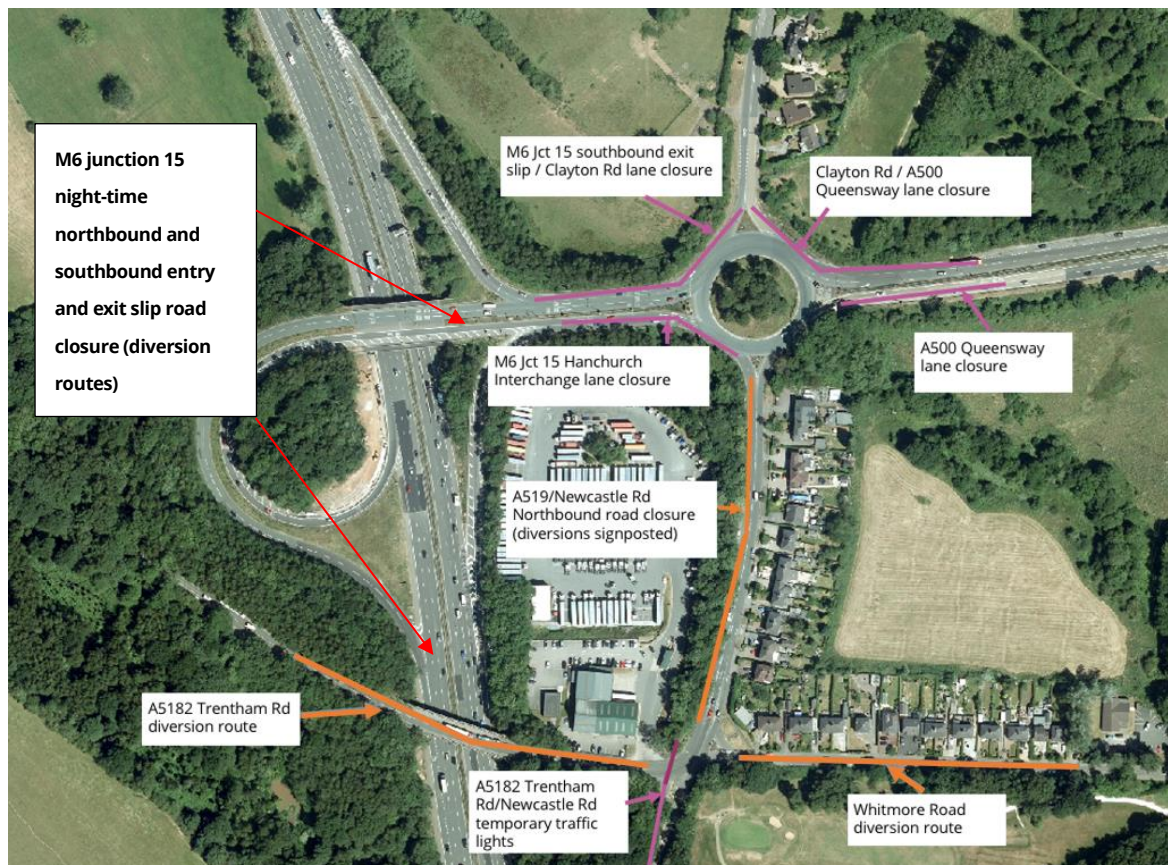 M6 junction 15
night-time
northbound and
southbound entry
and exit slip road
closure (diversion
routes)
M6 Jct 15 southbound exit
slip / Clayton Rd lane closure
Clayton Rd / A500
Queensway lane closure
M6 Jct 15 Hanchurch
Interchange lane closure
A500 Queensway
lane closure
A519/Newcastle Rd
Northbound road closure
(diversions signposted)
A5182 Trentham Rd
diversion route
A5182 Trentham
Rd/Newcastle Rd
temporary traffic
lights
Whitmore Road
diversion route